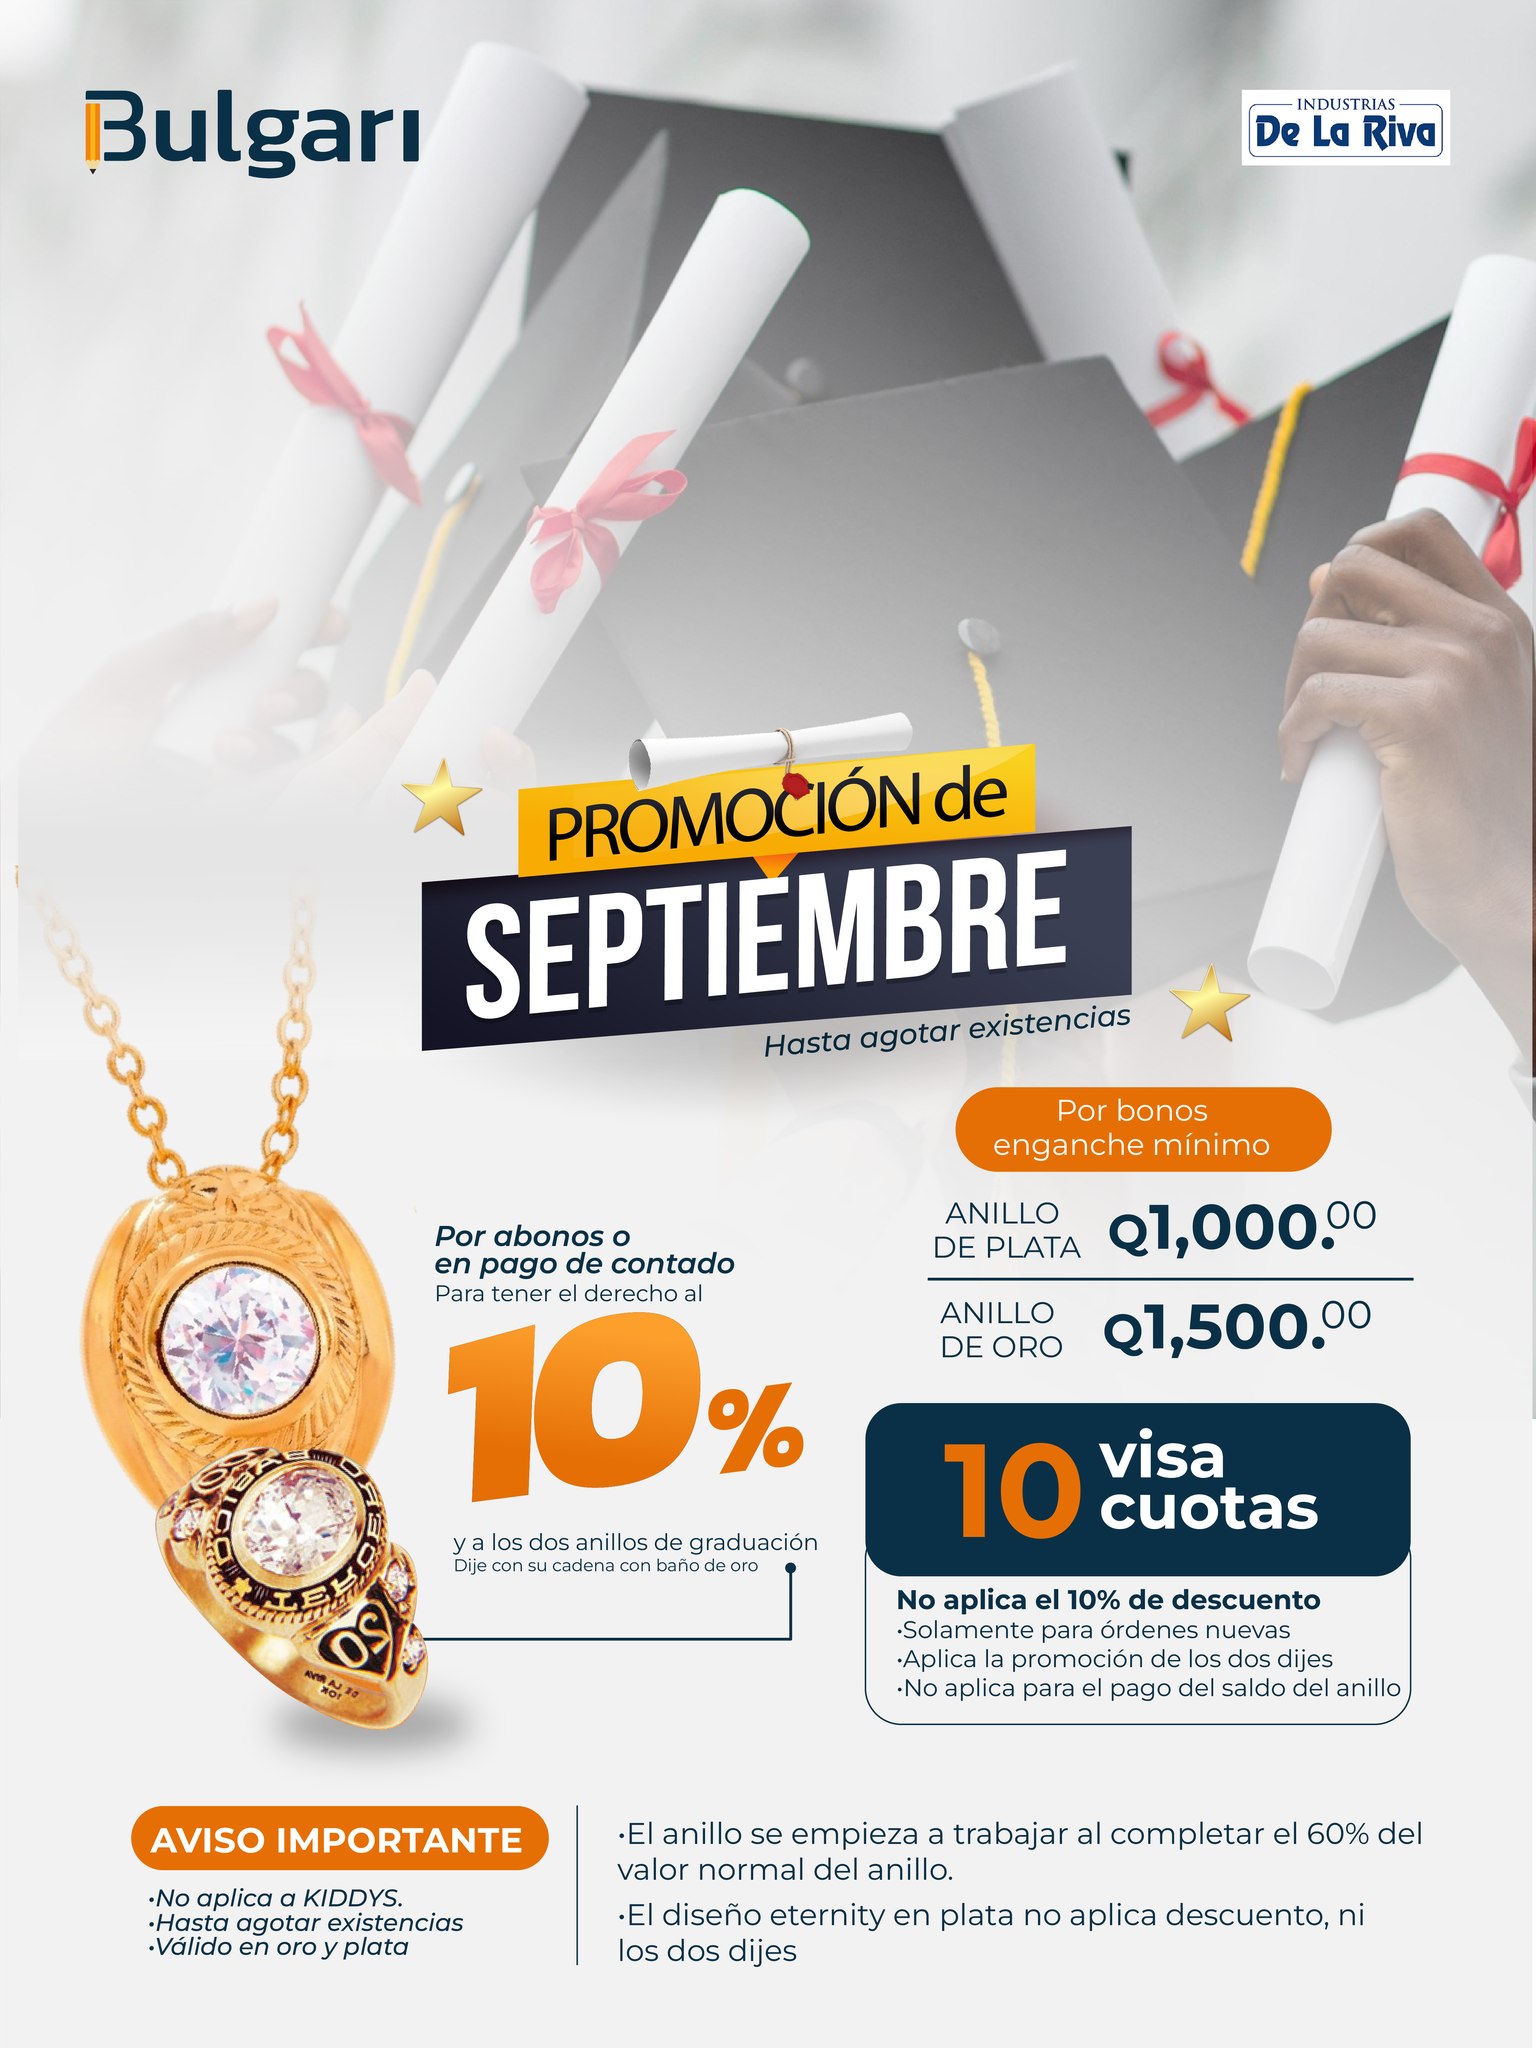 Bulgari
INDUSTRIAS
De La Riva
PROMOCIÓN de
SEPTIEMBRE
Hasta agotar existencias
Por bonos
enganche mínimo
ANILLO
DE PLATA
Q1,000.00
ANILLO
DE ORO
Q1,500.00
Por abonos o
en pago de contado
Para tener el derecho al
10%
y a los dos anillos de graduación
Dije con su cadena con baño de oro
10 visa
cuotas
No aplica el 10% de descuento
•Solamente para órdenes nuevas
•Aplica la promoción de los dos dijes
•No aplica para el pago del saldo del anillo
AVISO IMPORTANTE
•No aplica a KIDDYS.
•Hasta agotar existencias
•Válido en oro y plata
•El anillo se empieza a trabajar al completar el 60% del
valor normal del anillo.
•El diseño eternity en plata no aplica descuento, ni
los dos dijes